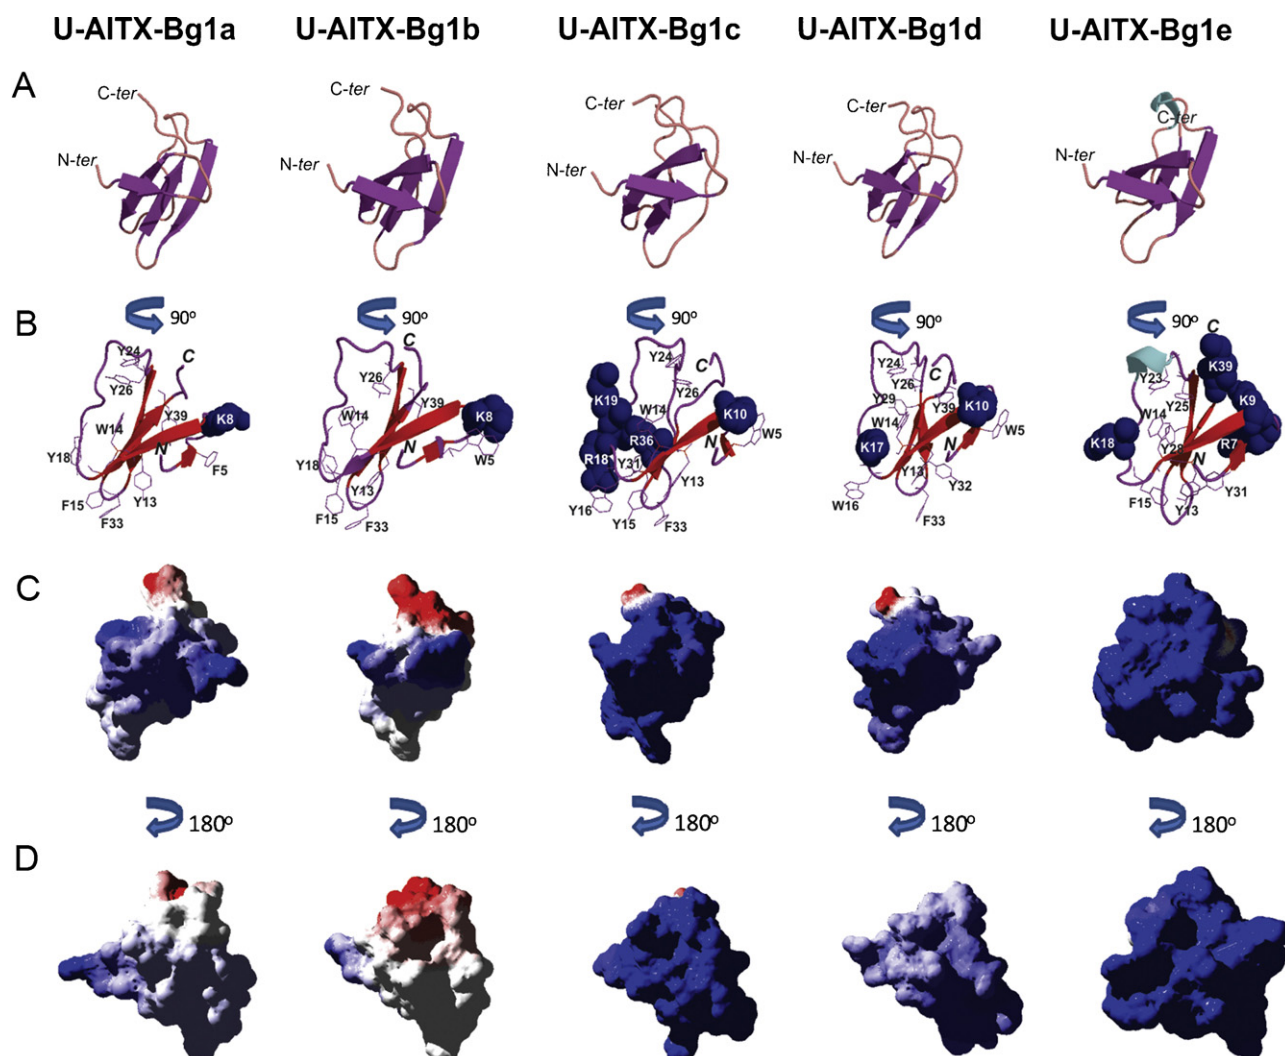 U-AITX-Bg1a U-AITX-Bg1b U-AITX-Bg1c U-AITX-Bg1d U-AITX-Bg1e
A
C-ter C-ter C-ter C-ter C-ter
N-ter N-ter N-ter N-ter N-ter
B
90º 90º 90º 90º 90º
Y24 C Y26 Y39 K8 W14 N Y18 F5 F15 Y13 F33
C Y26 Y39 K8 W14 N W5 Y18 Y13 F15 F33
Y24 C K19 Y26 W14 K10 R36 N W5 R18 Y31 Y13 Y16 Y15 F33
Y24 Y26 C Y29 Y39 K10 W14 W5 K17 N Y13 Y32 W16 F33
C Y23 K39 Y25 K9 W14 K18 N R7 Y28 Y31 F15 Y13
C
180º 180º 180º 180º 180º
D